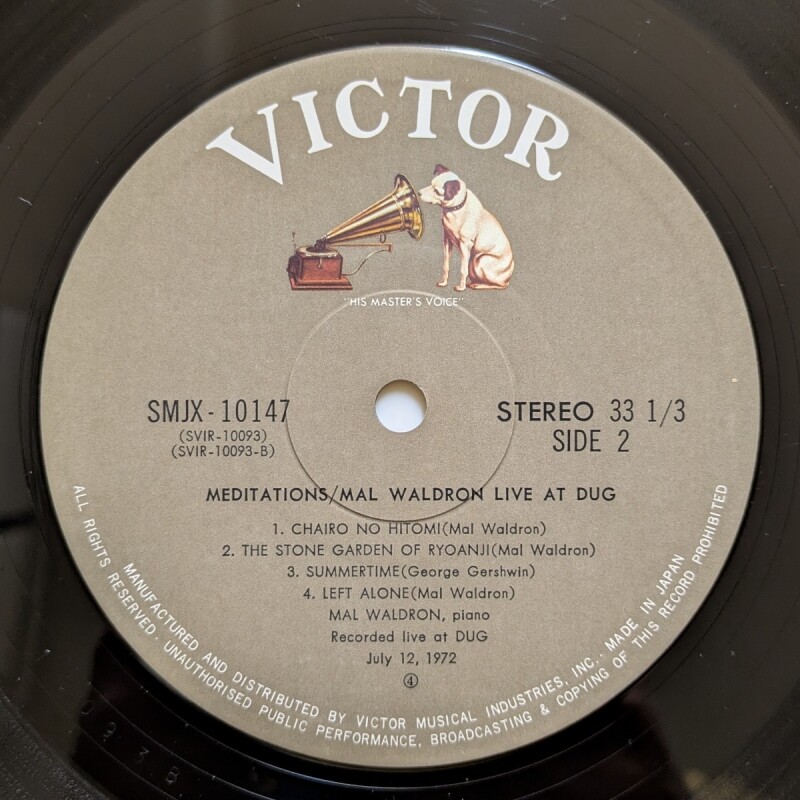 VICTOR
"HIS MASTER'S VOICE"
SMJX-10147
(SVIR-10093)
(SVIR-10093-B)
STEREO 33 1/3
SIDE 2
MEDITATIONS/MAL WALDRON LIVE AT DUG
1. CHAIRO NO HITOMI(Mal Waldron)
2. THE STONE GARDEN OF RYOANJI(Mal Waldron)
3. SUMMERTIME(George Gershwin)
4. LEFT ALONE(Mal Waldron)
MAL WALDRON, piano
Recorded live at DUG
July 12, 1972
④
MANUFACTURED AND DISTRIBUTED BY VICTOR MUSICAL INDUSTRIES, INC.. MADE IN JAPAN
ALL RIGHTS RESERVED. UNAUTHORISED PUBLIC PERFORMANCE, BROADCASTING & COPYING OF THIS RECORD PROHIBITED